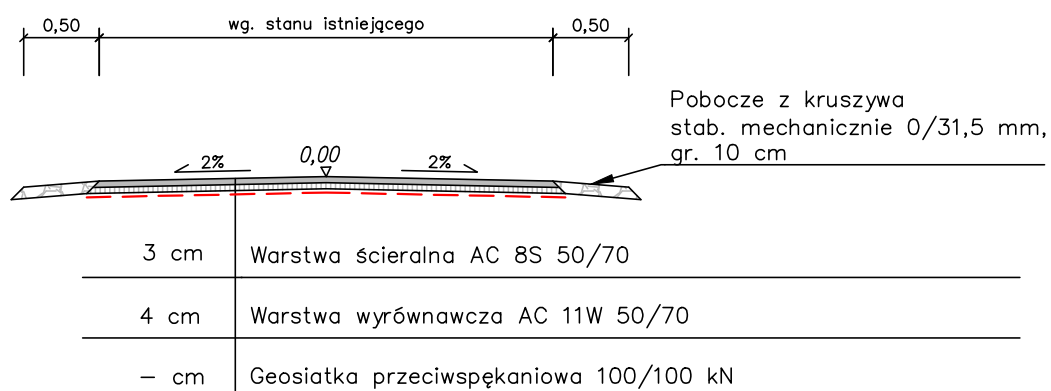 0,50
wg. stanu istniejącego
0,50
Pobocze z kruszywa
stab. mechanicznie 0/31,5 mm,
gr. 10 cm
2%
0,00
2%
3 cm Warstwa ścieralna AC 8S 50/70
4 cm Warstwa wyrównawcza AC 11W 50/70
– cm Geosiatka przeciwspękaniowa 100/100 kN